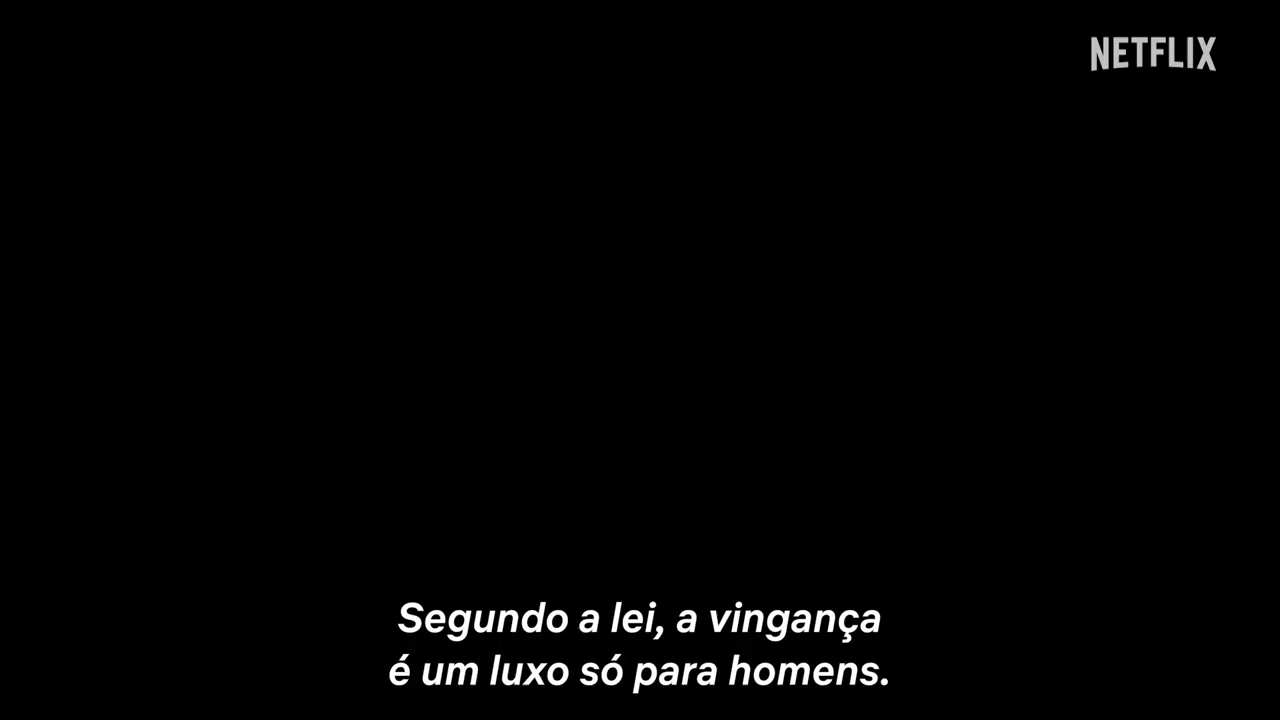 NETFLIX
Segundo a lei, a vingança
é um luxo só para homens.